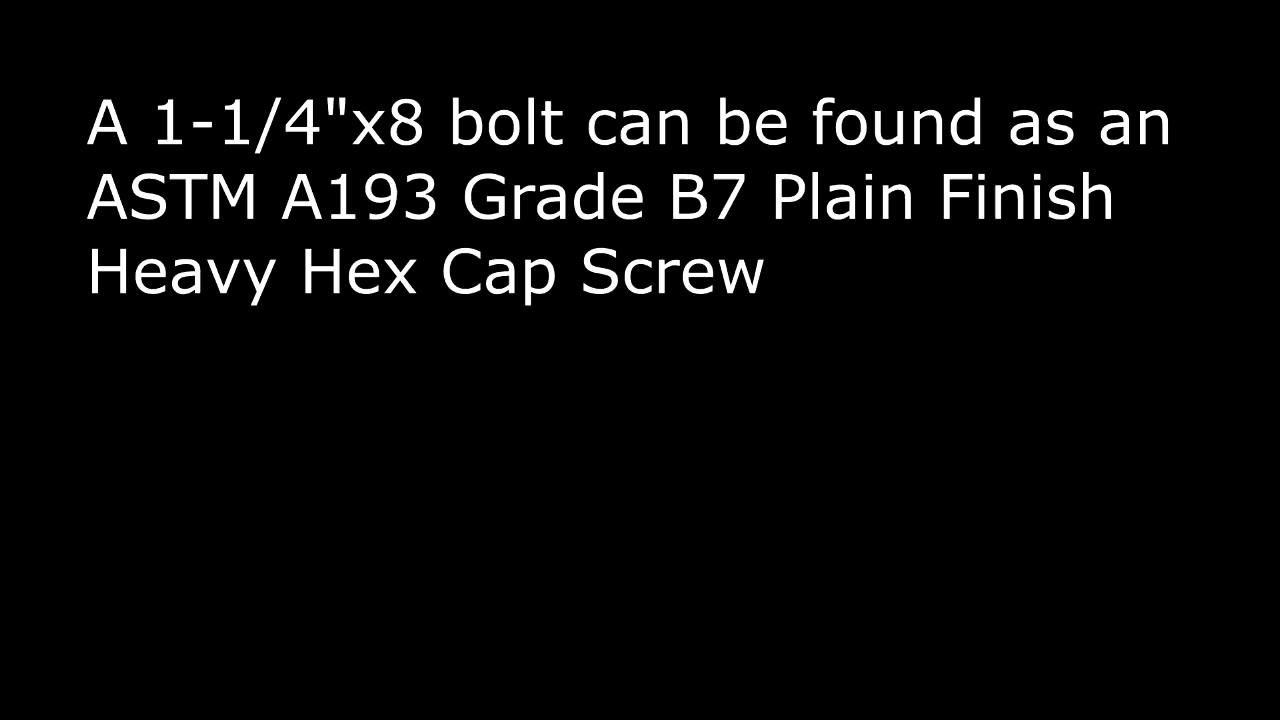 A 1-1/4"x8 bolt can be found as an
ASTM A193 Grade B7 Plain Finish
Heavy Hex Cap Screw